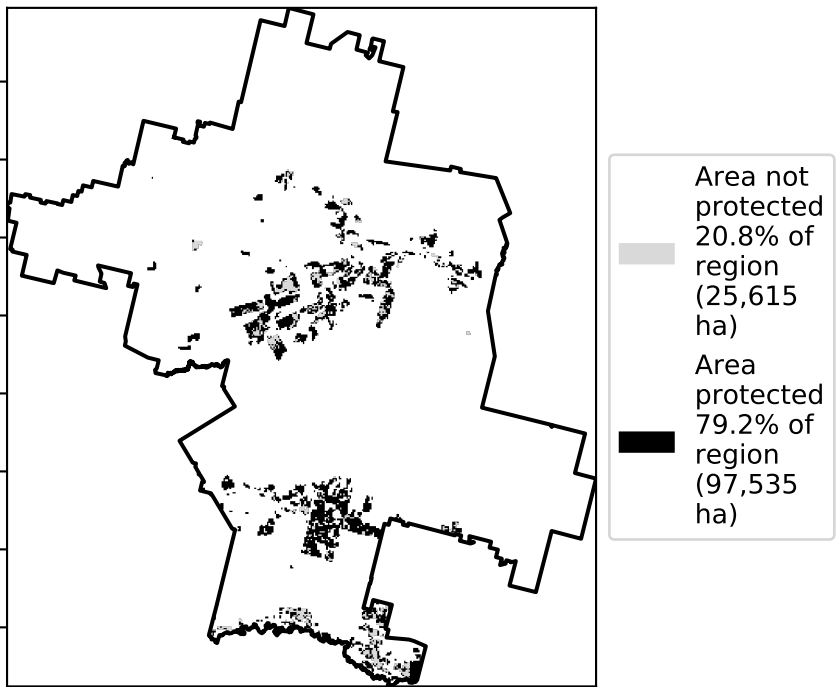 Area not
protected
20.8% of
region
(25,615
ha)
Area
protected
79.2% of
region
(97,535
ha)